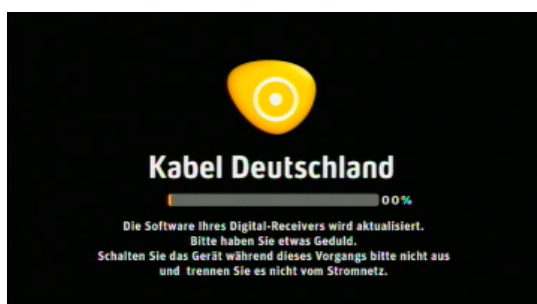 Kabel Deutschland
00%
Die Software Ihres Digital-Receivers wird aktualisiert.
Bitte haben Sie etwas Geduld.
Schalten Sie das Gerät während dieses Vorgangs bitte nicht aus
und trennen Sie es nicht vom Stromnetz.